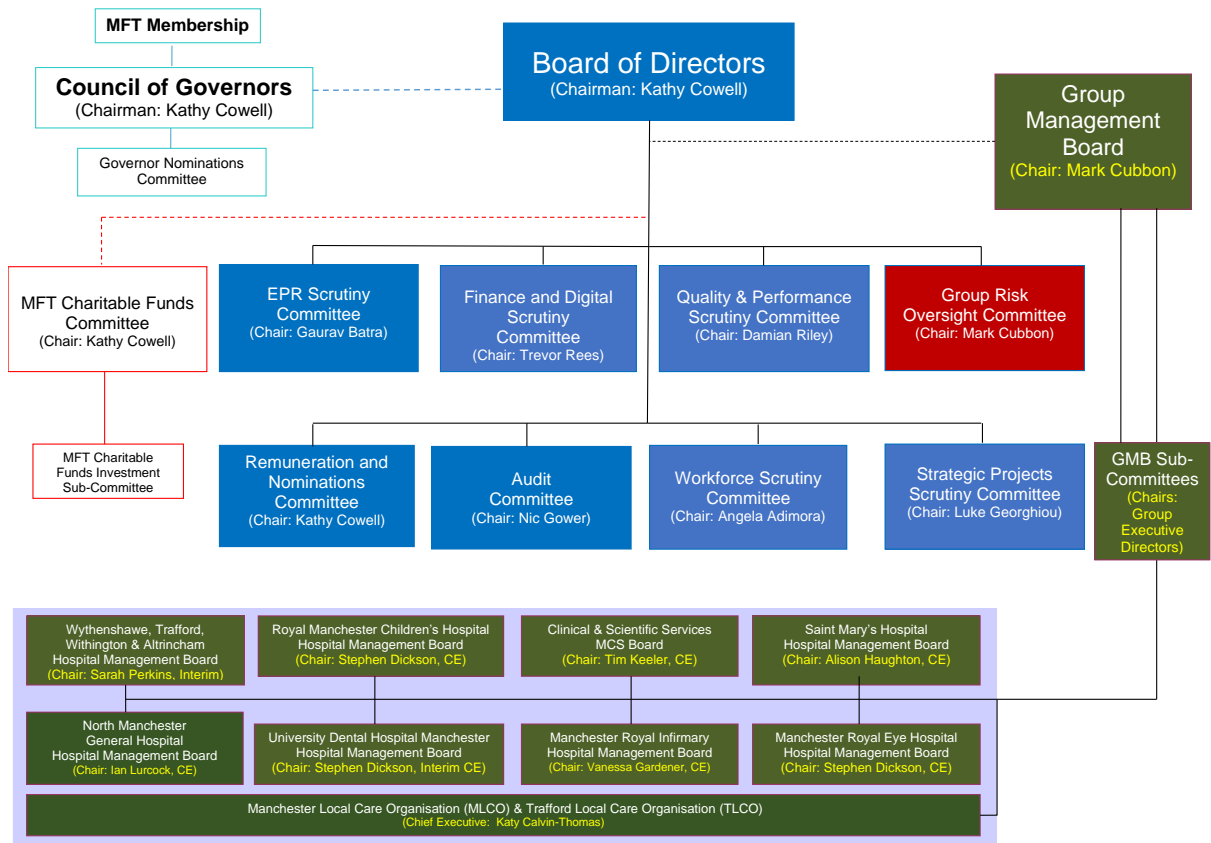 MFT Membership
Council of Governors
(Chairman: Kathy Cowell)
Governor Nominations
Committee
Board of Directors
(Chairman: Kathy Cowell)
Group
Management
Board
(Chair: Mark Cubbon)
MFT Charitable Funds
Committee
(Chair: Kathy Cowell)
MFT Charitable
Funds Investment
Sub-Committee
EPR Scrutiny
Committee
(Chair: Gaurav Batra)
Finance and Digital
Scrutiny
Committee
(Chair: Trevor Rees)
Quality & Performance
Scrutiny Committee
(Chair: Damian Riley)
Group Risk
Oversight Committee
(Chair: Mark Cubbon)
Remuneration and
Nominations
Committee
(Chair: Kathy Cowell)
Audit
Committee
(Chair: Nic Gower)
Workforce Scrutiny
Committee
(Chair: Angela Adimora)
Strategic Projects
Scrutiny Committee
(Chair: Luke Georghiou)
GMB Sub-
Committees
(Chairs:
Group
Executive
Directors)
Wythenshawe, Trafford,
Withington & Altrincham
Hospital Management Board
(Chair: Sarah Perkins, Interim)
Royal Manchester Children’s Hospital
Hospital Management Board
(Chair: Stephen Dickson, CE)
Clinical & Scientific Services
MCS Board
(Chair: Tim Keeler, CE)
Saint Mary’s Hospital
Hospital Management Board
(Chair: Alison Haughton, CE)
North Manchester
General Hospital
Hospital Management Board
(Chair: Ian Lurcock, CE)
University Dental Hospital Manchester
Hospital Management Board
(Chair: Stephen Dickson, Interim CE)
Manchester Royal Infirmary
Hospital Management Board
(Chair: Vanessa Gardener, CE)
Manchester Royal Eye Hospital
Hospital Management Board
(Chair: Stephen Dickson, CE)
Manchester Local Care Organisation (MLCO) & Trafford Local Care Organisation (TLCO)
(Chief Executive: Katy Calvin-Thomas)